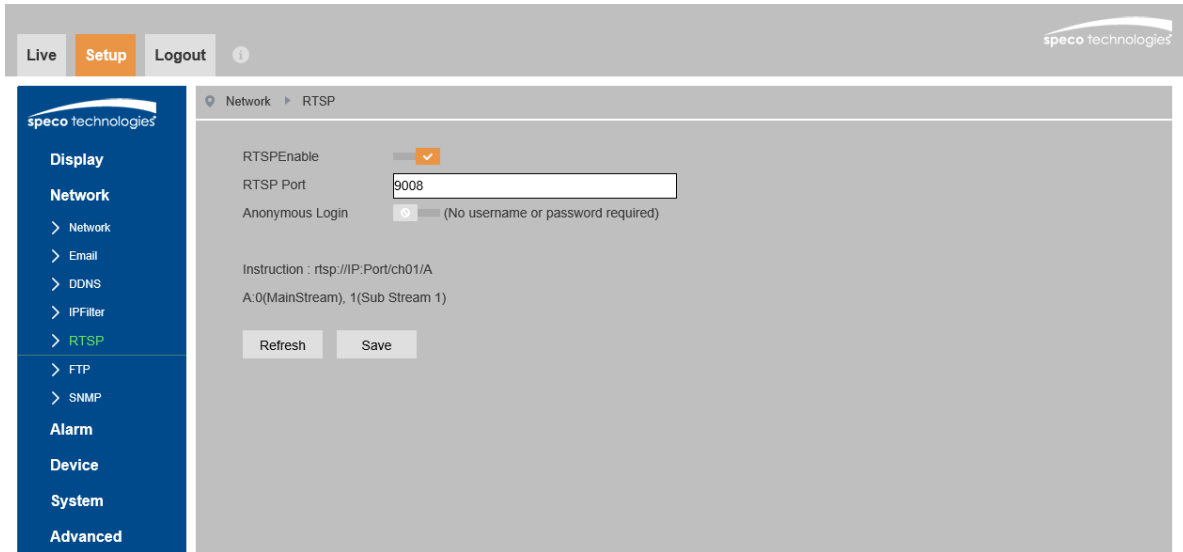 speco technologies
Live Setup Logout
speco technologies
Network RTSP
Display
Network
Network
Email
DDNS
IPFilter
RTSP
FTP
SNMP
Alarm
Device
System
Advanced
RTSPEnable
RTSP Port 9008
Anonymous Login (No username or password required)
Instruction : rtsp://IP:Port/ch01/A
A:0(MainStream), 1(Sub Stream 1)
Refresh Save